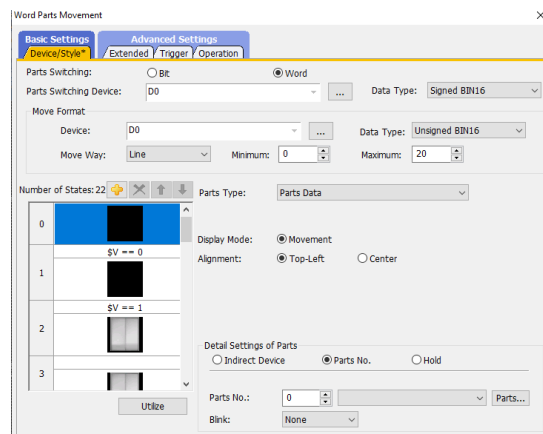 Word Parts Movement
Basic Settings Advanced Settings
Device/Style* Extended Trigger Operation
Parts Switching: Bit Word
Parts Switching Device: D0 ... Data Type: Signed BIN16
Move Format
Device: D0 ... Data Type: Unsigned BIN16
Move Way: Line Minimum: 0 Maximum: 20
Number of States: 22 Parts Type: Parts Data
0
Display Mode: Movement
$V == 0
Alignment: Top-Left Center
1
$V == 1
2
Detail Settings of Parts
Indirect Device Parts No. Hold
3
Parts No.: 0 Parts...
Utilize
Blink: None